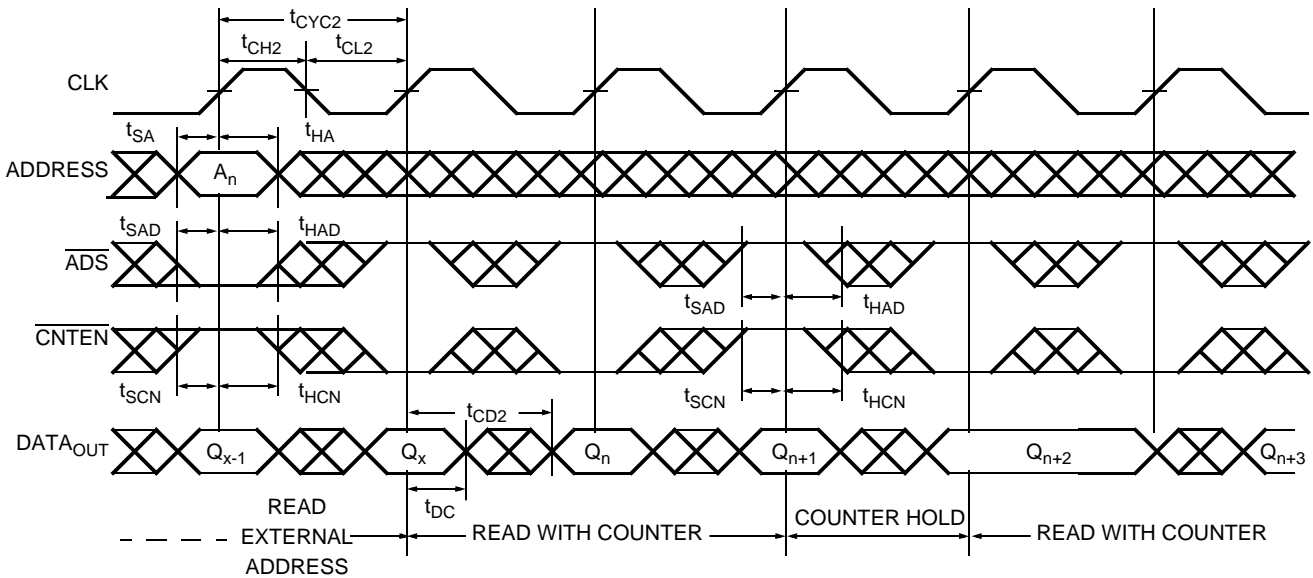 tCYC2
tCH2 tCL2
CLK
tSA tHA
ADDRESS An
tSAD tHAD
ADS
tSAD tHAD
CNTEN
tSCN tHCN tSCN tHCN
tCD2
DATAOUT Qx-1 Qx Qn Qn+1 Qn+2 Qn+3
tDC
READ EXTERNAL ADDRESS
READ WITH COUNTER
COUNTER HOLD
READ WITH COUNTER